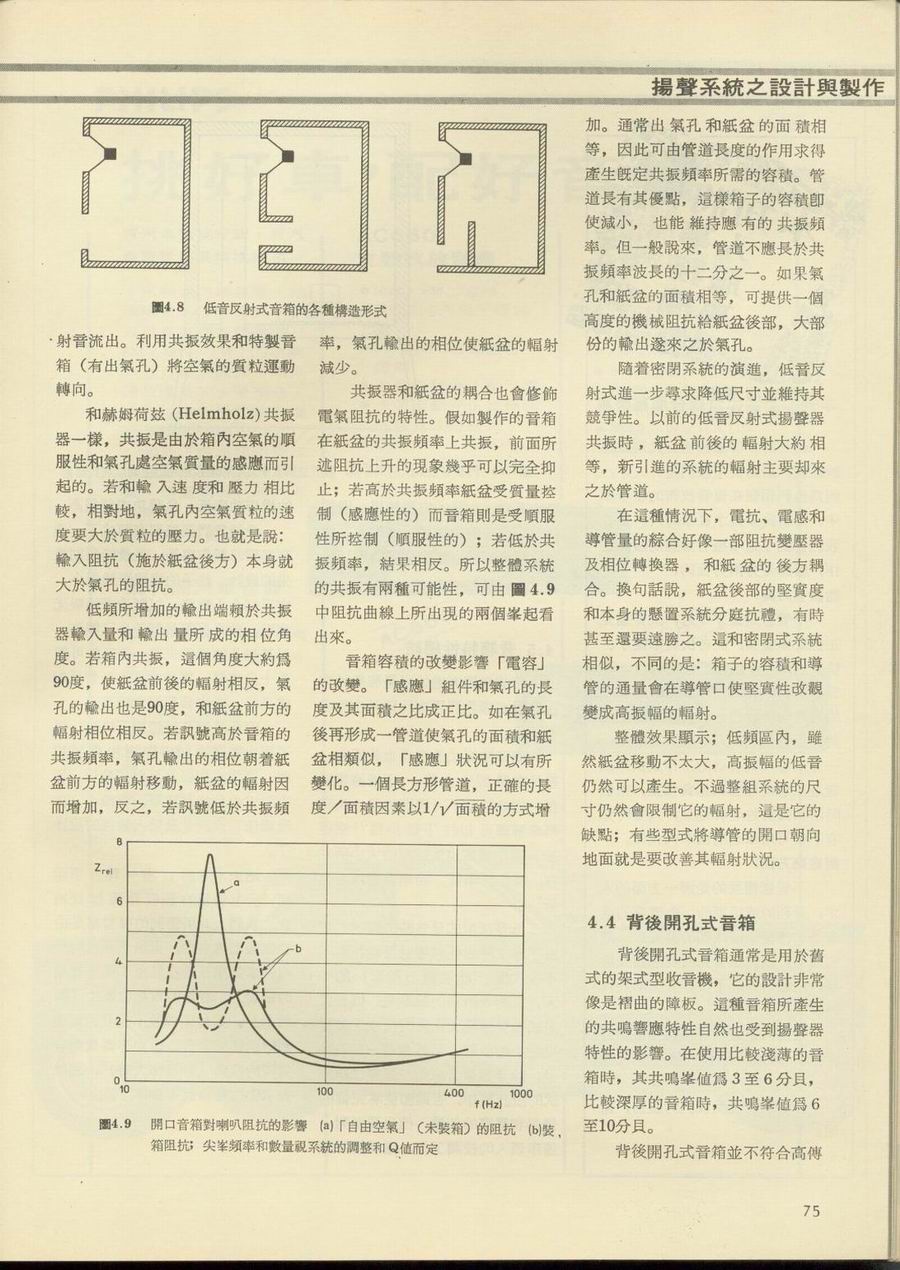 揚聲系統之設計與製作
圖4.8 低音反射式音箱的各種構造形式
射音流出。利用共振效果和特製音
箱（有出氣孔）將空氣的質粒運動
轉向。
和赫姆荷玆 (Helmholz) 共振
器一樣，共振是由於箱內空氣的順
服性和氣孔處空氣質量的感應而引
起的。若和輸入速度和壓力相比
較，相對地，氣孔內空氣質粒的速
度要大於質粒的壓力。也就是說：
輸入阻抗（施於紙盆後方）本身就
大於氣孔的阻抗。
低頻所增加的輸出端賴於共振
器輸入量和輸出量所成的相位角
度。若箱內共振，這個角度大約爲
90度，使紙盆前後的輻射相反，氣
孔的輸出也是90度，和紙盆前方的
輻射相位相反。若訊號高於音箱的
共振頻率，氣孔輸出的相位朝着紙
盆前方的輻射移動，紙盆的輻射因
而增加，反之，若訊號低於共振頻
率，氣孔輸出的相位使紙盆的輻射
減少。
共振器和紙盆的耦合也會修飾
電氣阻抗的特性。假如製作的音箱
在紙盆的共振頻率上共振，前面所
述阻抗上升的現象幾乎可以完全抑
止；若高於共振頻率紙盆受質量控
制（感應性的）而音箱則是受順服
性所控制（順服性的）；若低於共
振頻率，結果相反。所以整體系統
的共振有兩種可能性，可由圖4.9
中阻抗曲線上所出現的兩個峯起看
出來。
音箱容積的改變影響「電容」
的改變。「感應」組件和氣孔的長
度及其面積之比成正比。如在氣孔
後再形成一管道使氣孔的面積和紙
盆相類似，「感應」狀況可以有所
變化。一個長方形管道，正確的長
度／面積因素以1/√面積的方式增
加。通常出氣孔和紙盆的面積相
等，因此可由管道長度的作用求得
產生旣定共振頻率所需的容積。管
道長有其優點，這樣箱子的容積卽
使減小，也能維持應有的共振頻
率。但一般說來，管道不應長於共
振頻率波長的十二分之一。如果氣
孔和紙盆的面積相等，可提供一個
高度的機械阻抗給紙盆後部，大部
份的輸出遂來之於氣孔。
隨着密閉系統的演進，低音反
射式進一步尋求降低尺寸並維持其
競爭性。以前的低音反射式揚聲器
共振時，紙盆前後的輻射大約相
等，新引進的系統的輻射主要却來
之於管道。
在這種情況下，電抗、電感和
導管量的綜合好像一部阻抗變壓器
及相位轉換器，和紙盆的後方耦
合。換句話說，紙盆後部的堅實度
和本身的懸置系統分庭抗禮，有時
甚至還要遠勝之。這和密閉式系統
相似，不同的是：箱子的容積和導
管的通量會在導管口使堅實性改觀
變成高振幅的輻射。
整體效果顯示；低頻區內，雖
然紙盆移動不太大，高振幅的低音
仍然可以產生。不過整組系統的尺
寸仍然會限制它的輻射，這是它的
缺點；有些型式將導管的開口朝向
地面就是要改善其輻射狀況。
4.4 背後開孔式音箱
背後開孔式音箱通常是用於舊
式的架式型收音機，它的設計非常
像是褶曲的障板。這種音箱所產生
的共鳴響應特性自然也受到揚聲器
特性的影響。在使用比較淺薄的音
箱時，其共鳴峯値爲3至6分貝，
比較深厚的音箱時，共鳴峯値爲6
至10分貝。
背後開孔式音箱並不符合高傳
8
Zrel
6
4
2
0
a
b
10
100
400
1000
f (Hz)
圖4.9 開口音箱對喇叭阻抗的影響 (a)「自由空氣」（未裝箱）的阻抗 (b)裝
箱阻抗；尖峯頻率和數量視系統的調整和Q値而定
75